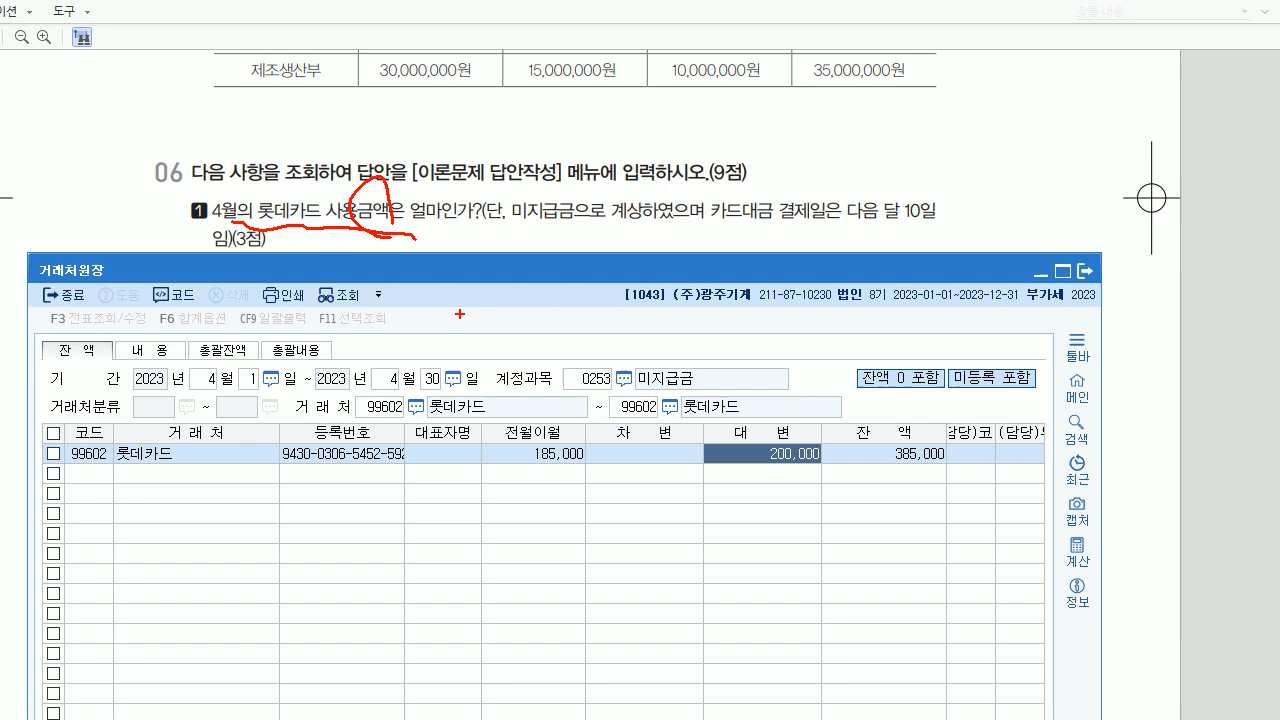 이션 도구 찾을 내용
제조생산부 30,000,000원 15,000,000원 10,000,000원 35,000,000원
06 다음 사항을 조회하여 답안을 [이론문제 답안작성] 메뉴에 입력하시오.(9점)
1 4월의 롯데카드 사용금액은 얼마인가?(단, 미지급금으로 계상하였으며 카드대금 결제일은 다음 달 10일
임)(3점)
거래처원장
종료 도움 코드 삭제 인쇄 조회 [1043] (주)광주기계 211-87-10230 법인 8기 2023-01-01~2023-12-31 부가세 2023
F3 전표조회/수정 F6 합계옵션 CF9 일괄출력 F11 선택조회
잔 액 내 용 총괄잔액 총괄내용
기 간 2023 년 4 월 1 일 ~ 2023 년 4 월 30 일 계정과목 0253 미지급금 잔액 0 포함 미등록 포함
거래처분류 ~ 거 래 처 99602 롯데카드 ~ 99602 롯데카드
코드 거 래 처 등록번호 대표자명 전월이월 차 변 대 변 잔 액 담당)코 (담당)
99602 롯데카드 9430-0306-5452-592 185,000 200,000 385,000
툴바
메인
검색
최근
캡처
계산
정보